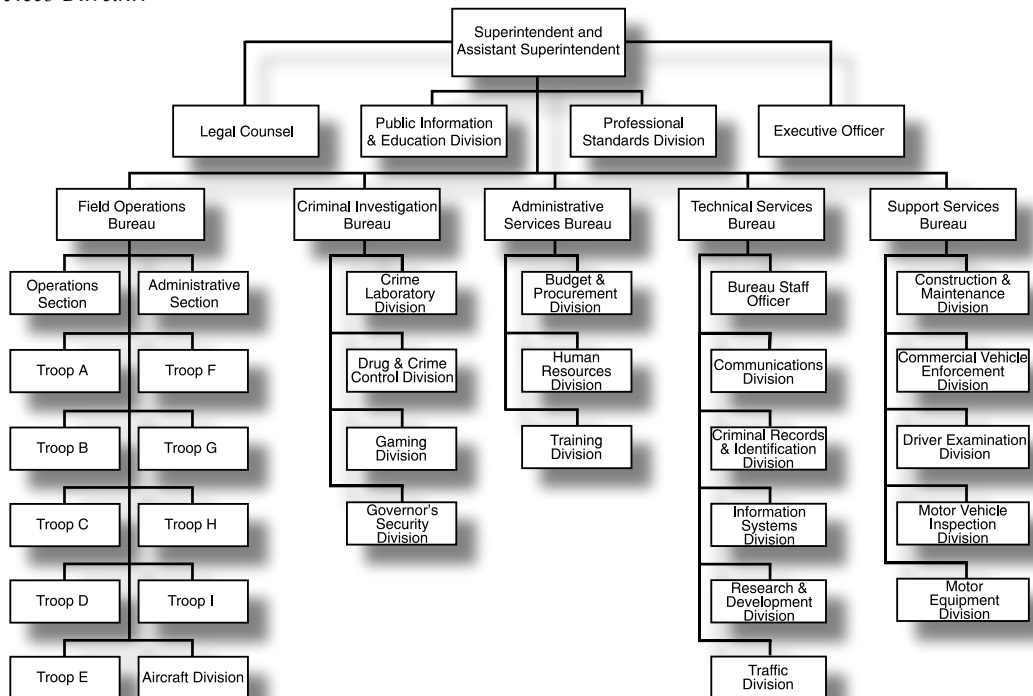 Superintendent and
Assistant Superintendent
Legal Counsel
Public Information
& Education Division
Professional
Standards Division
Executive Officer
Field Operations
Bureau
Criminal Investigation
Bureau
Administrative
Services Bureau
Technical Services
Bureau
Support Services
Bureau
Operations
Section
Administrative
Section
Troop A
Troop F
Troop B
Troop G
Troop C
Troop H
Troop D
Troop I
Troop E
Aircraft Division
Crime
Laboratory
Division
Drug & Crime
Control Division
Gaming
Division
Governor's
Security
Division
Budget &
Procurement
Division
Human
Resources
Division
Training
Division
Bureau Staff
Officer
Communications
Division
Criminal Records
& Identification
Division
Information
Systems
Division
Research &
Development
Division
Traffic
Division
Construction &
Maintenance
Division
Commercial Vehicle
Enforcement
Division
Driver Examination
Division
Motor Vehicle
Inspection
Division
Motor
Equipment
Division